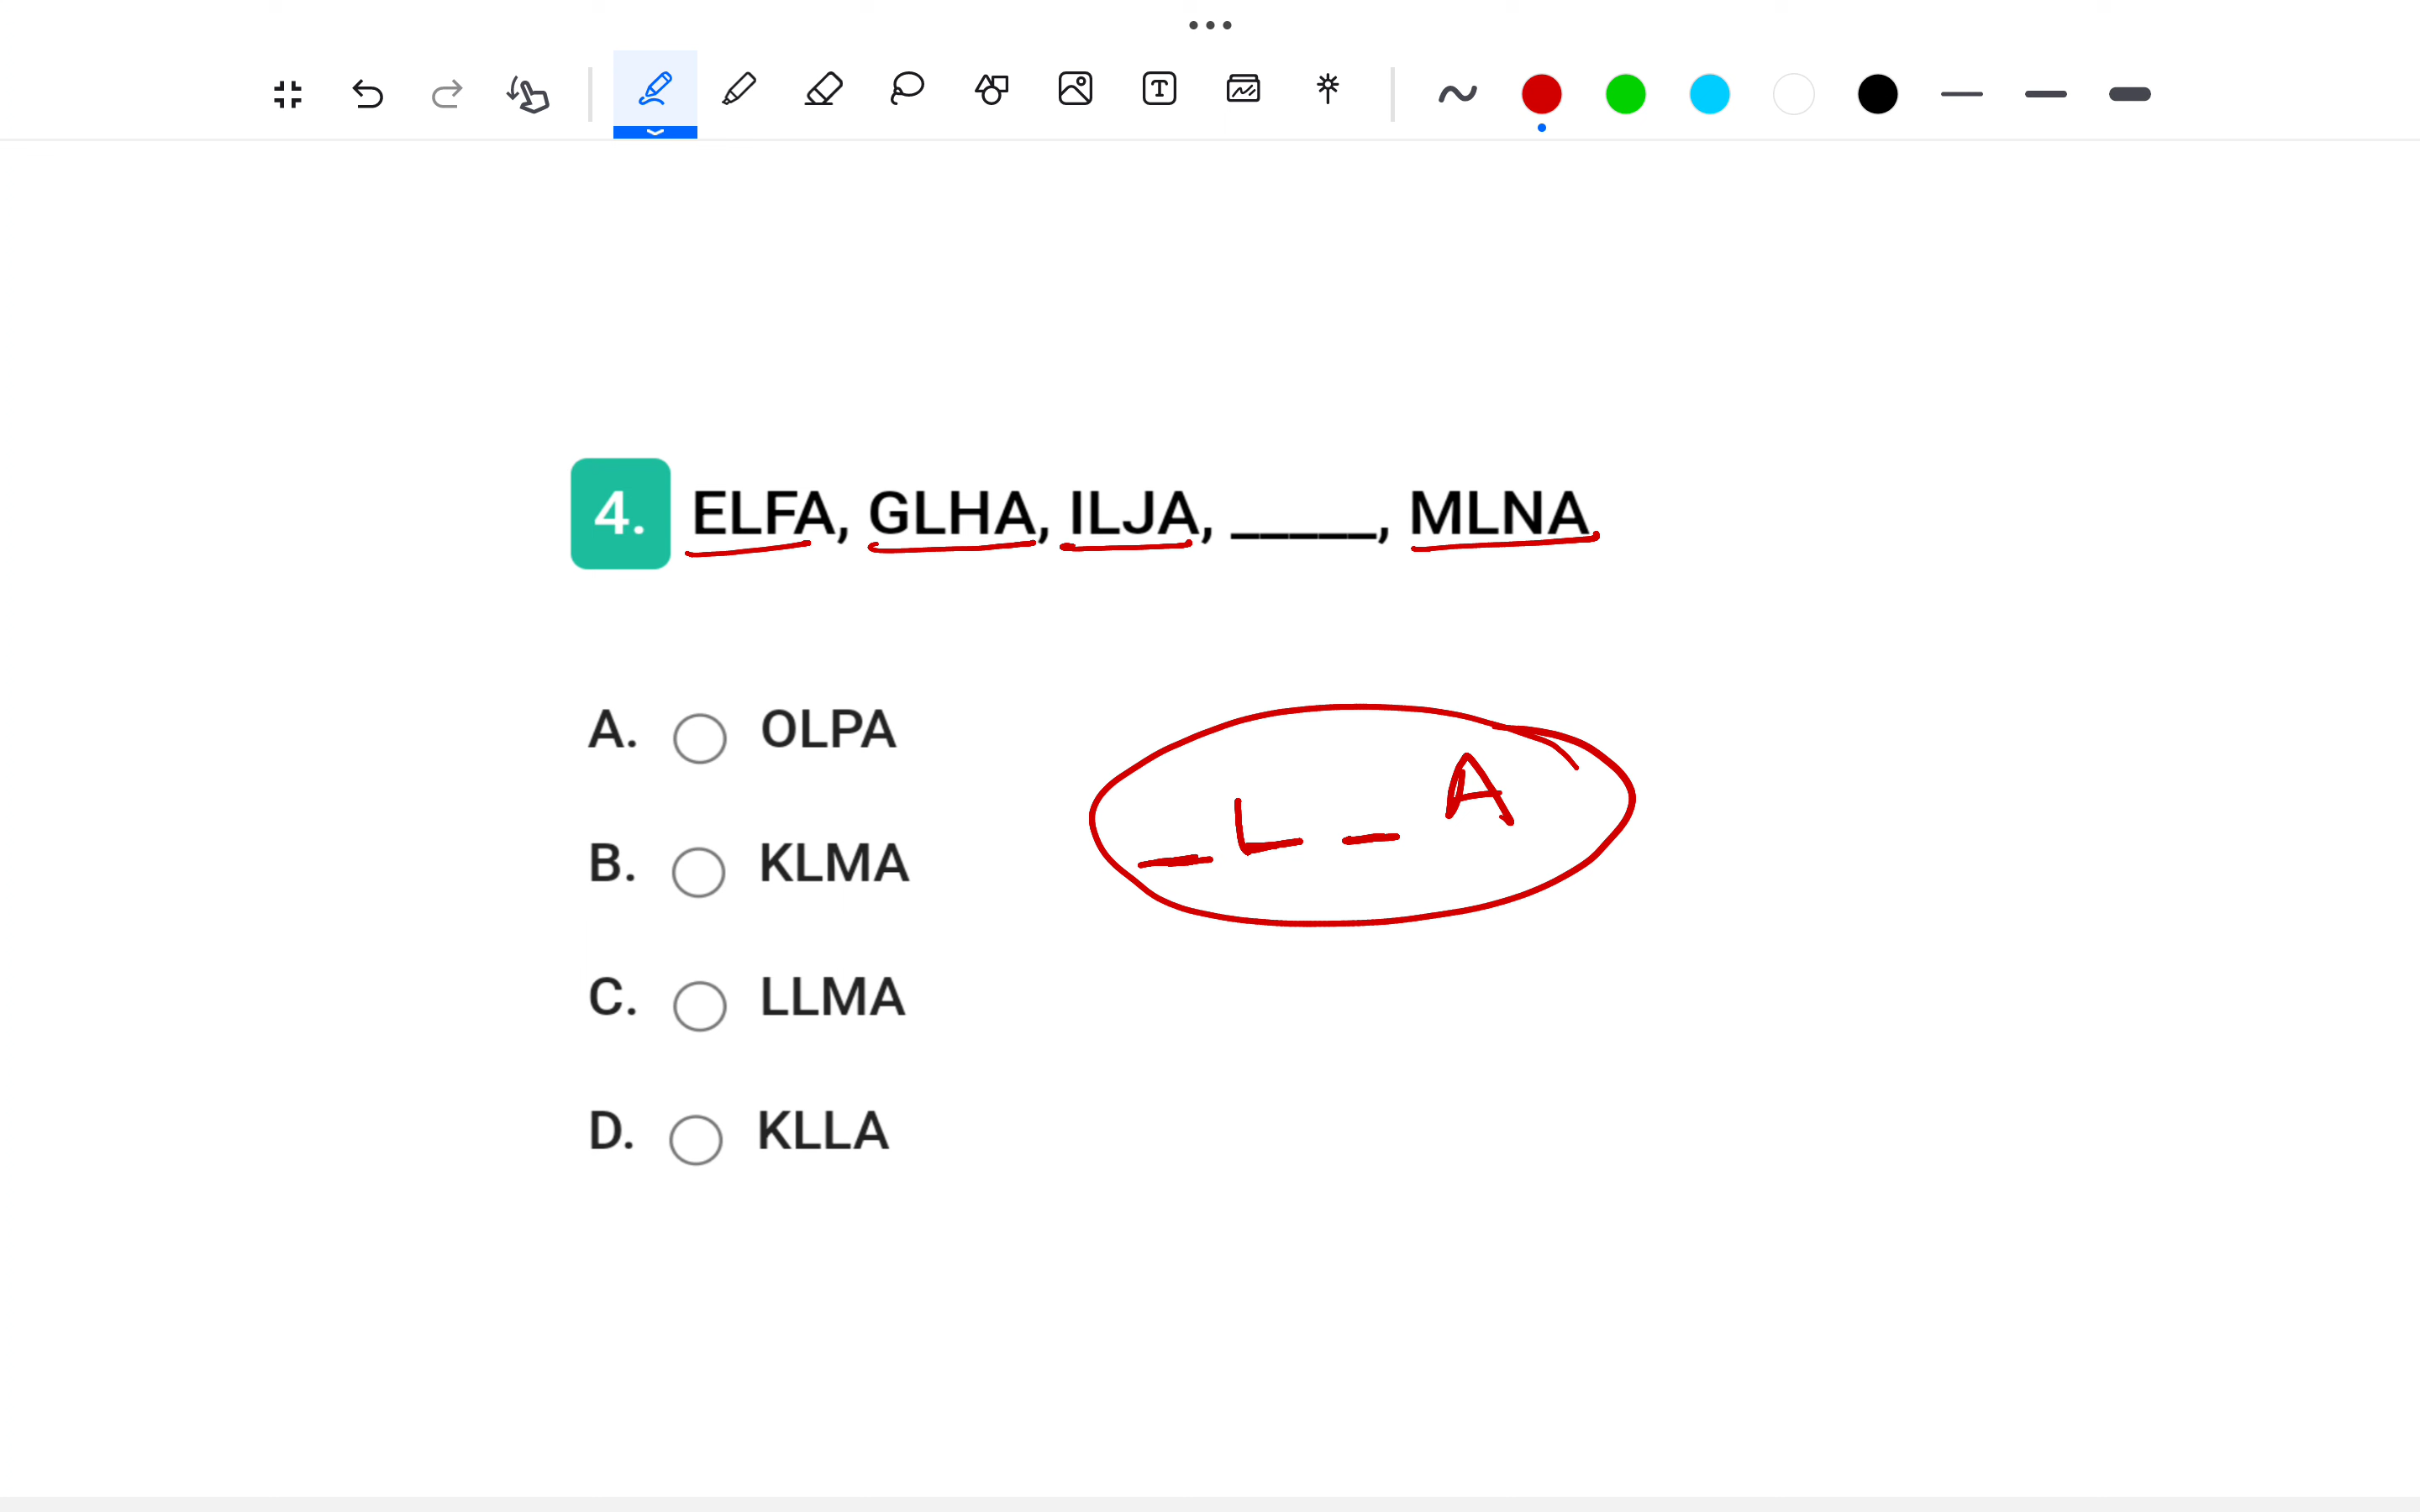 4. ELFA, GLHA, ILJA, _____, MLNA
A. OLPA
B. KLMA
C. LLMA
D. KLLA
_ L _ A